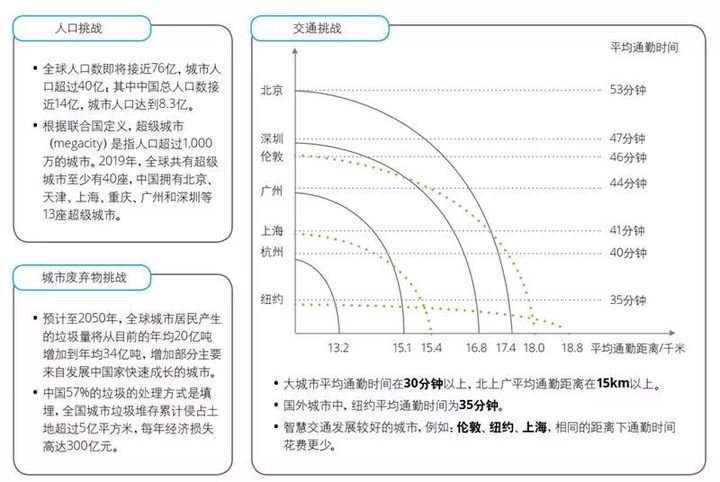 人口挑战
• 全球人口数即将接近76亿，城市人
口超过40亿；其中中国总人口数接
近14亿，城市人口达到8.3亿。
• 根据联合国定义，超级城市
（megacity) 是指人口超过1,000
万的城市。2019年，全球共有超级
城市至少有40座，中国拥有北京、
天津、上海、重庆、广州和深圳等
13座超级城市。
城市废弃物挑战
• 预计至2050年，全球城市居民产生
的垃圾量将从目前的年均20亿吨
增加到年均34亿吨，增加部分主要
来自发展中国家快速成长的城市。
• 中国57%的垃圾的处理方式是填
埋，全国城市垃圾堆存累计侵占土
地超过5亿平方米，每年经济损失
高达300亿元。
交通挑战
平均通勤时间
北京 53分钟
深圳 47分钟
伦敦 46分钟
广州 44分钟
上海 41分钟
杭州 40分钟
纽约 35分钟
13.2 15.1 15.4 16.8 17.4 18.0 18.8 平均通勤距离/千米
• 大城市平均通勤时间在30分钟以上，北上广平均通勤距离在15km以上。
• 国外城市中，纽约平均通勤时间为35分钟。
• 智慧交通发展较好的城市，例如：伦敦、纽约、上海，相同的距离下通勤时间
花费更少。